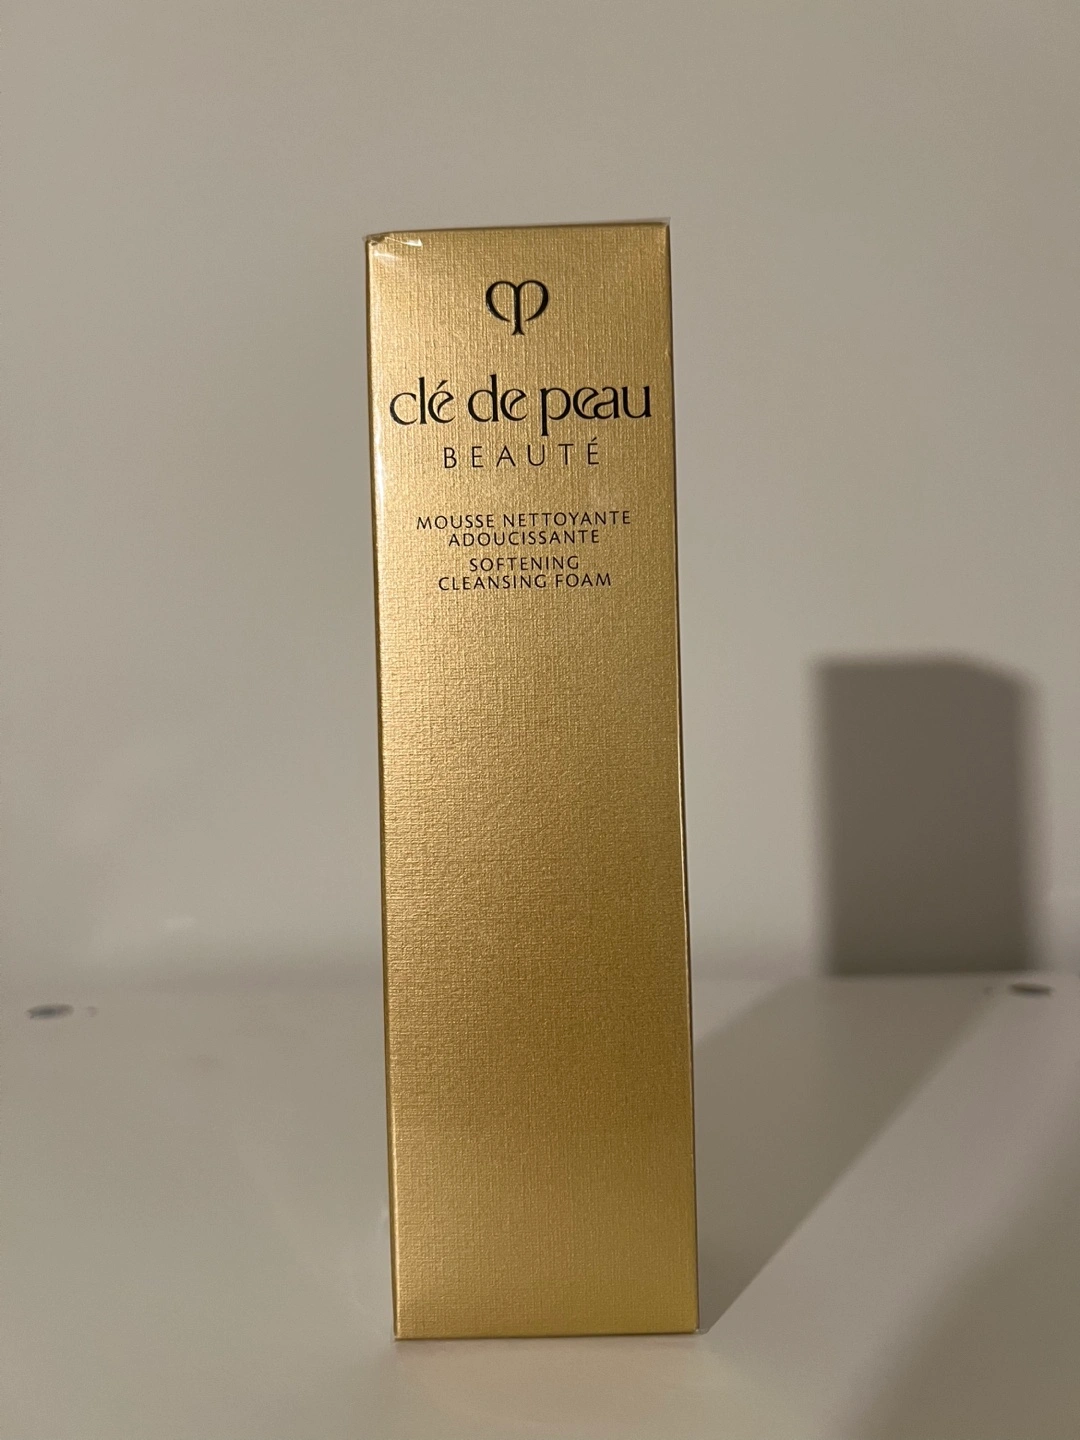 clé de peau
BEAUTÉ
MOUSSE NETTOYANTE
ADOUCISSANTE
SOFTENING
CLEANSING FOAM